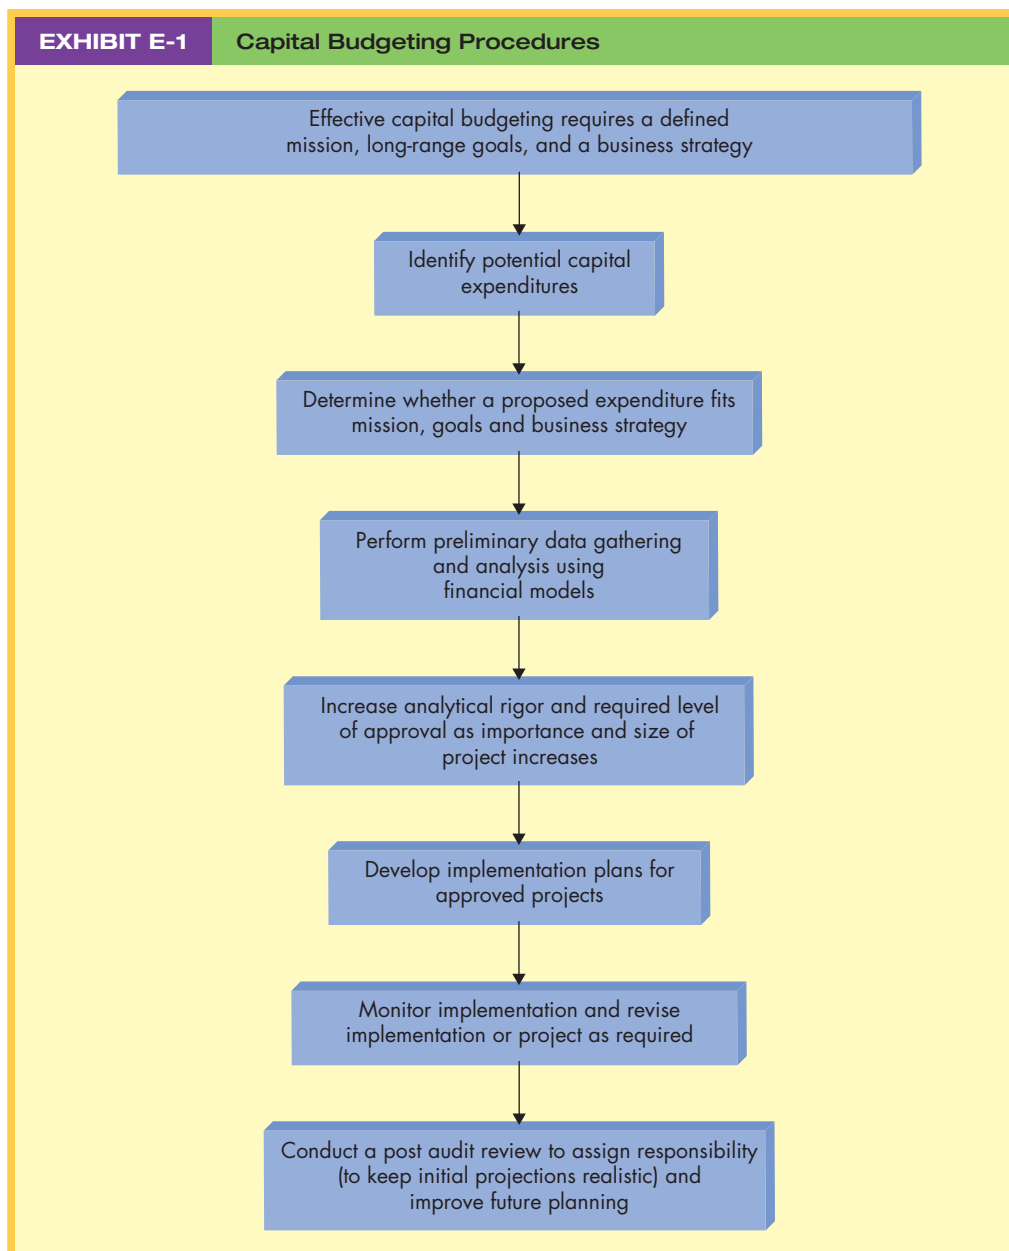 EXHIBIT E-1 Capital Budgeting Procedures
Effective capital budgeting requires a defined
mission, long-range goals, and a business strategy
Identify potential capital
expenditures
Determine whether a proposed expenditure fits
mission, goals and business strategy
Perform preliminary data gathering
and analysis using
financial models
Increase analytical rigor and required level
of approval as importance and size of
project increases
Develop implementation plans for
approved projects
Monitor implementation and revise
implementation or project as required
Conduct a post audit review to assign responsibility
(to keep initial projections realistic) and
improve future planning